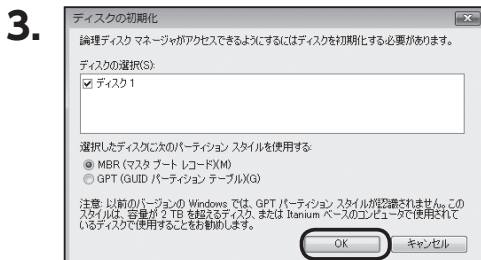 3.
ディスクの初期化
論理ディスク マネージャがアクセスできるようにするにはディスクを初期化する必要があります。
ディスクの選択(S):
ディスク 1
選択したディスクに次のパーティション スタイルを使用する:
MBR (マスタ ブート レコード)(M)
GPT (GUID パーティション テーブル)(G)
注意: 以前のバージョンの Windows では、GPT パーティション スタイルが認識されません。この
スタイルは、容量が 2 TB を超えるディスク、または Itanium ベースのコンピュータで使用されて
いるディスクで使用することをお勧めします。
OK キャンセル